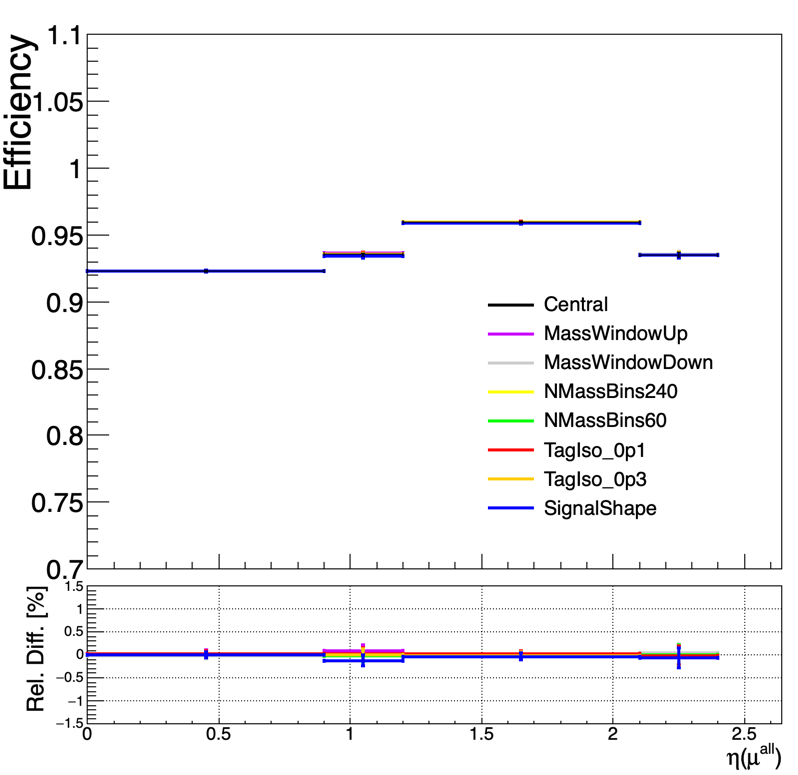 Efficiency
1.1
1.05
1
0.95
0.9
0.85
0.8
0.75
0.7
Central
MassWindowUp
MassWindowDown
NMassBins240
NMassBins60
TagIso_0p1
TagIso_0p3
SignalShape
Rel. Diff. [%]
1.5
1
0.5
0
−0.5
−1
−1.5
0 0.5 1 1.5 2 2.5
η(μ^all)